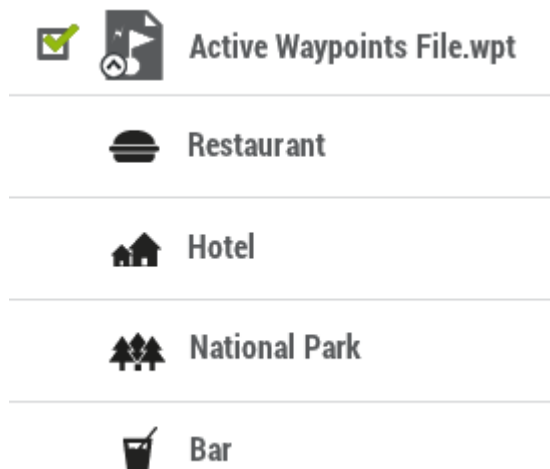 Active Waypoints File.wpt
Restaurant
Hotel
National Park
Bar